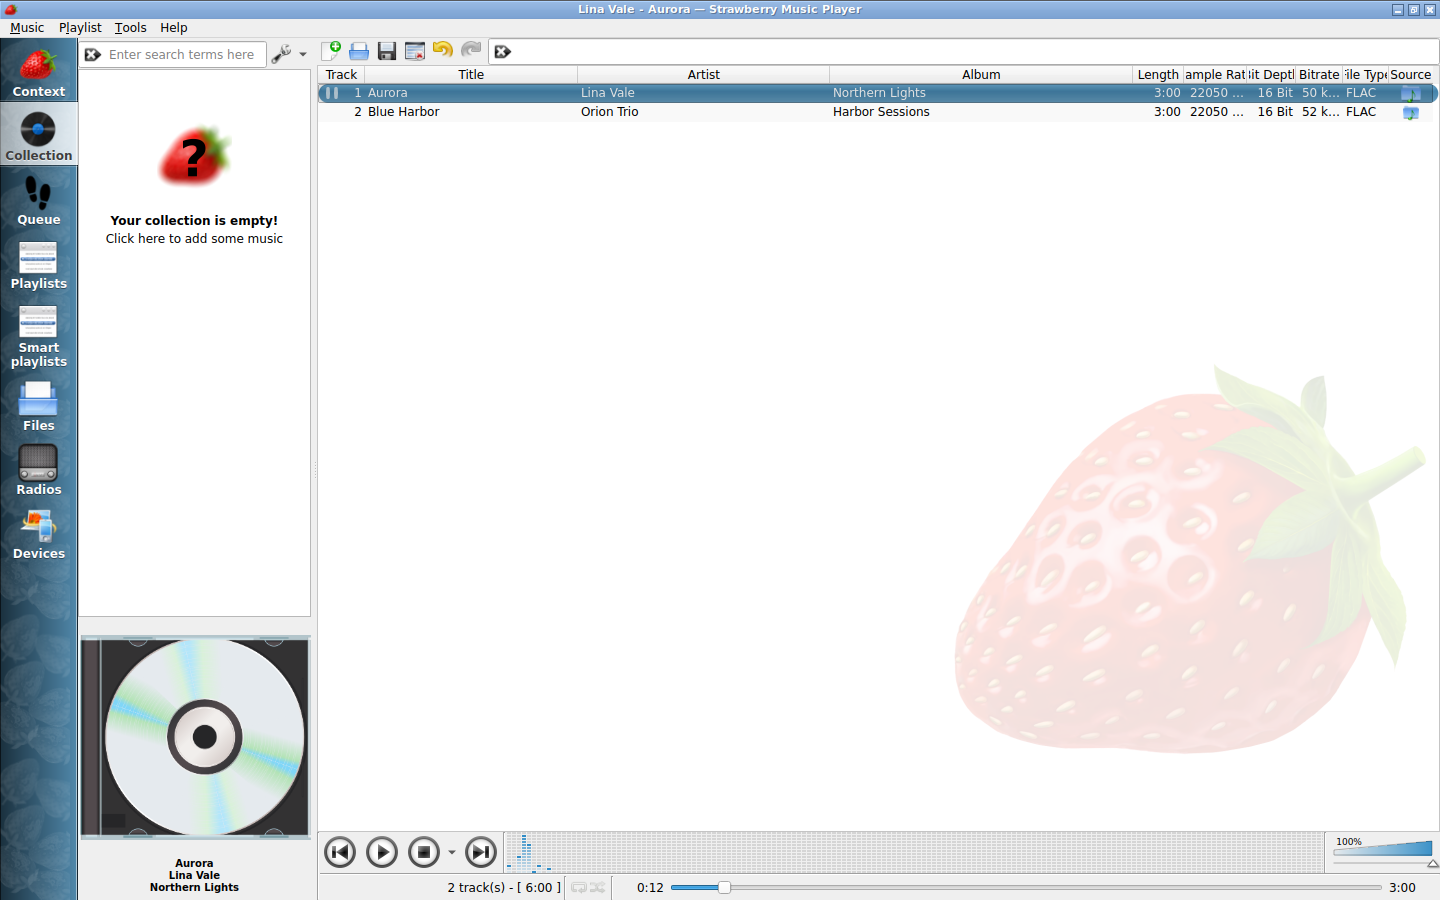 Lina Vale - Aurora — Strawberry Music Player
Music Playlist Tools Help
Context
Collection
Queue
Playlists
Smart
playlists
Files
Radios
Devices
Enter search terms here
Your collection is empty!
Click here to add some music
Aurora
Lina Vale
Northern Lights
Track Title Artist Album Length ample Rat it Dept Bitrate ile Type Source
1 Aurora Lina Vale Northern Lights 3:00 22050 ... 16 Bit 50 k... FLAC
2 Blue Harbor Orion Trio Harbor Sessions 3:00 22050 ... 16 Bit 52 k... FLAC
100%
2 track(s) - [ 6:00 ]
0:12
3:00